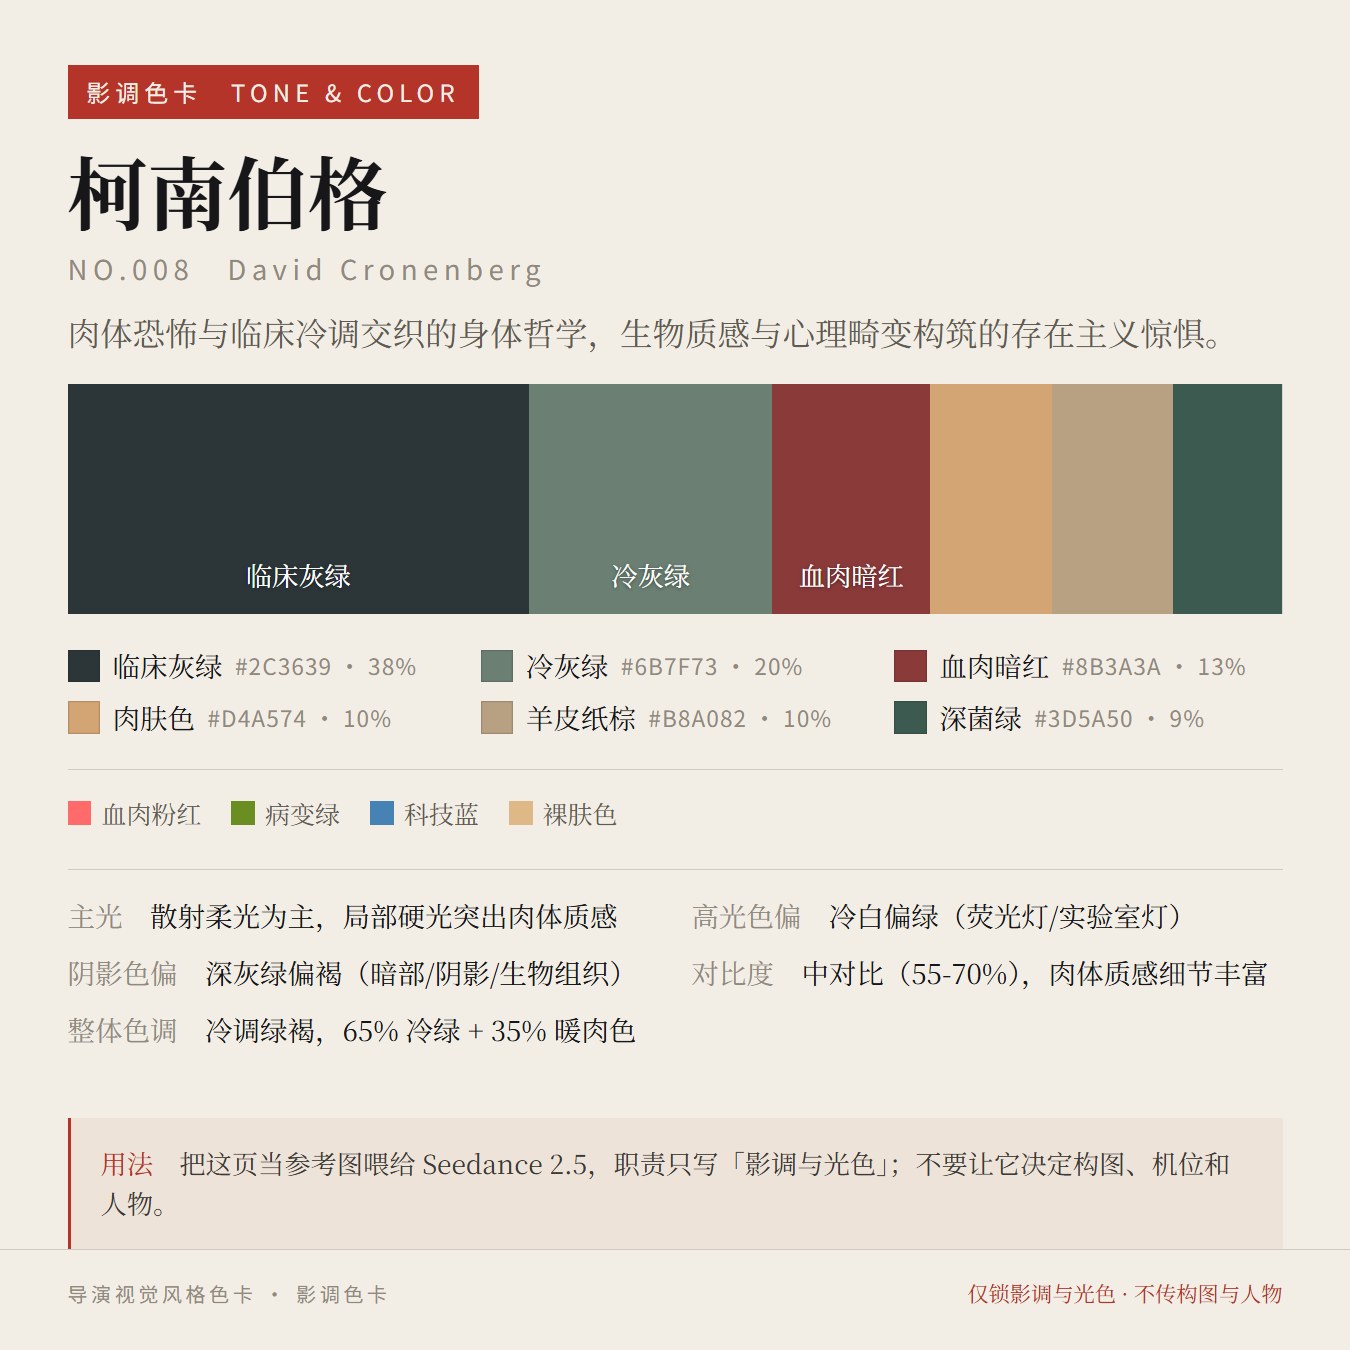 影调色卡 TONE & COLOR
柯南伯格
NO.008 David Cronenberg
肉体恐怖与临床冷调交织的身体哲学，生物质感与心理畸变构筑的存在主义惊惧。
临床灰绿 冷灰绿 血肉暗红
临床灰绿 #2C3639 · 38% 冷灰绿 #6B7F73 · 20% 血肉暗红 #8B3A3A · 13%
肉肤色 #D4A574 · 10% 羊皮纸棕 #B8A082 · 10% 深菌绿 #3D5A50 · 9%
血肉粉红 病变绿 科技蓝 裸肤色
主光 散射柔光为主，局部硬光突出肉体质感 高光色偏 冷白偏绿（荧光灯/实验室灯）
阴影色偏 深灰绿偏褐（暗部/阴影/生物组织） 对比度 中对比（55-70%），肉体质感细节丰富
整体色调 冷调绿褐，65% 冷绿 + 35% 暖肉色
用法 把这页当参考图喂给 Seedance 2.5，职责只写「影调与光色」；不要让它决定构图、机位和
人物。
导演视觉风格色卡 · 影调色卡 仅锁影调与光色 · 不传构图与人物